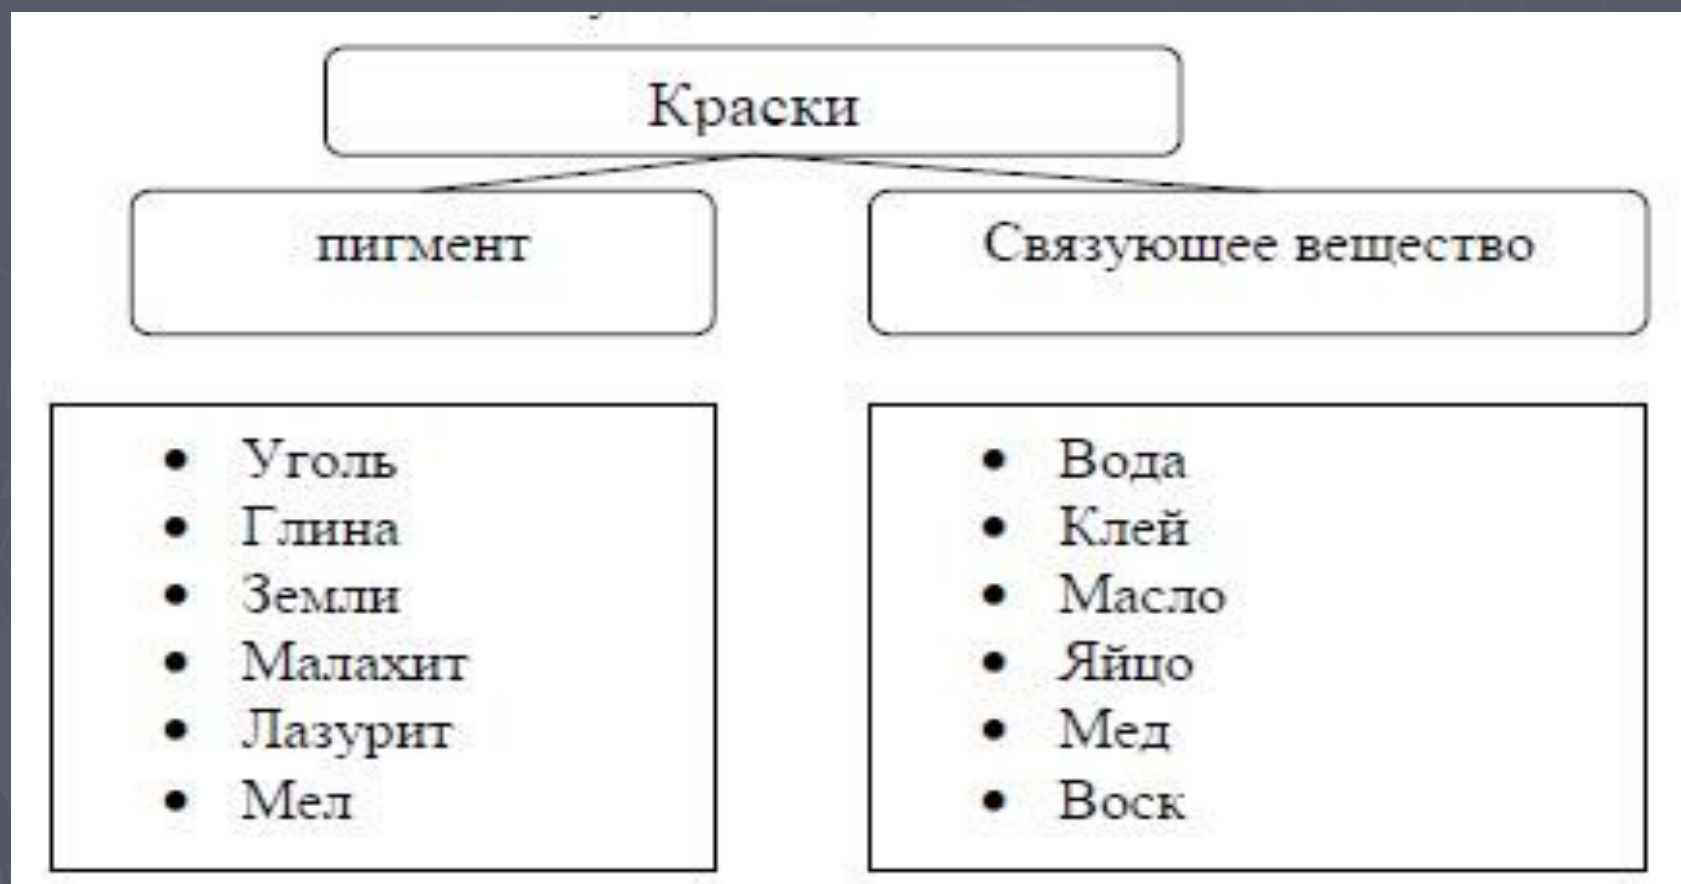 Краски
пигмент
Связующее вещество
• Уголь
• Глина
• Земли
• Малахит
• Лазурит
• Мел
• Вода
• Клей
• Масло
• Яйцо
• Мед
• Воск